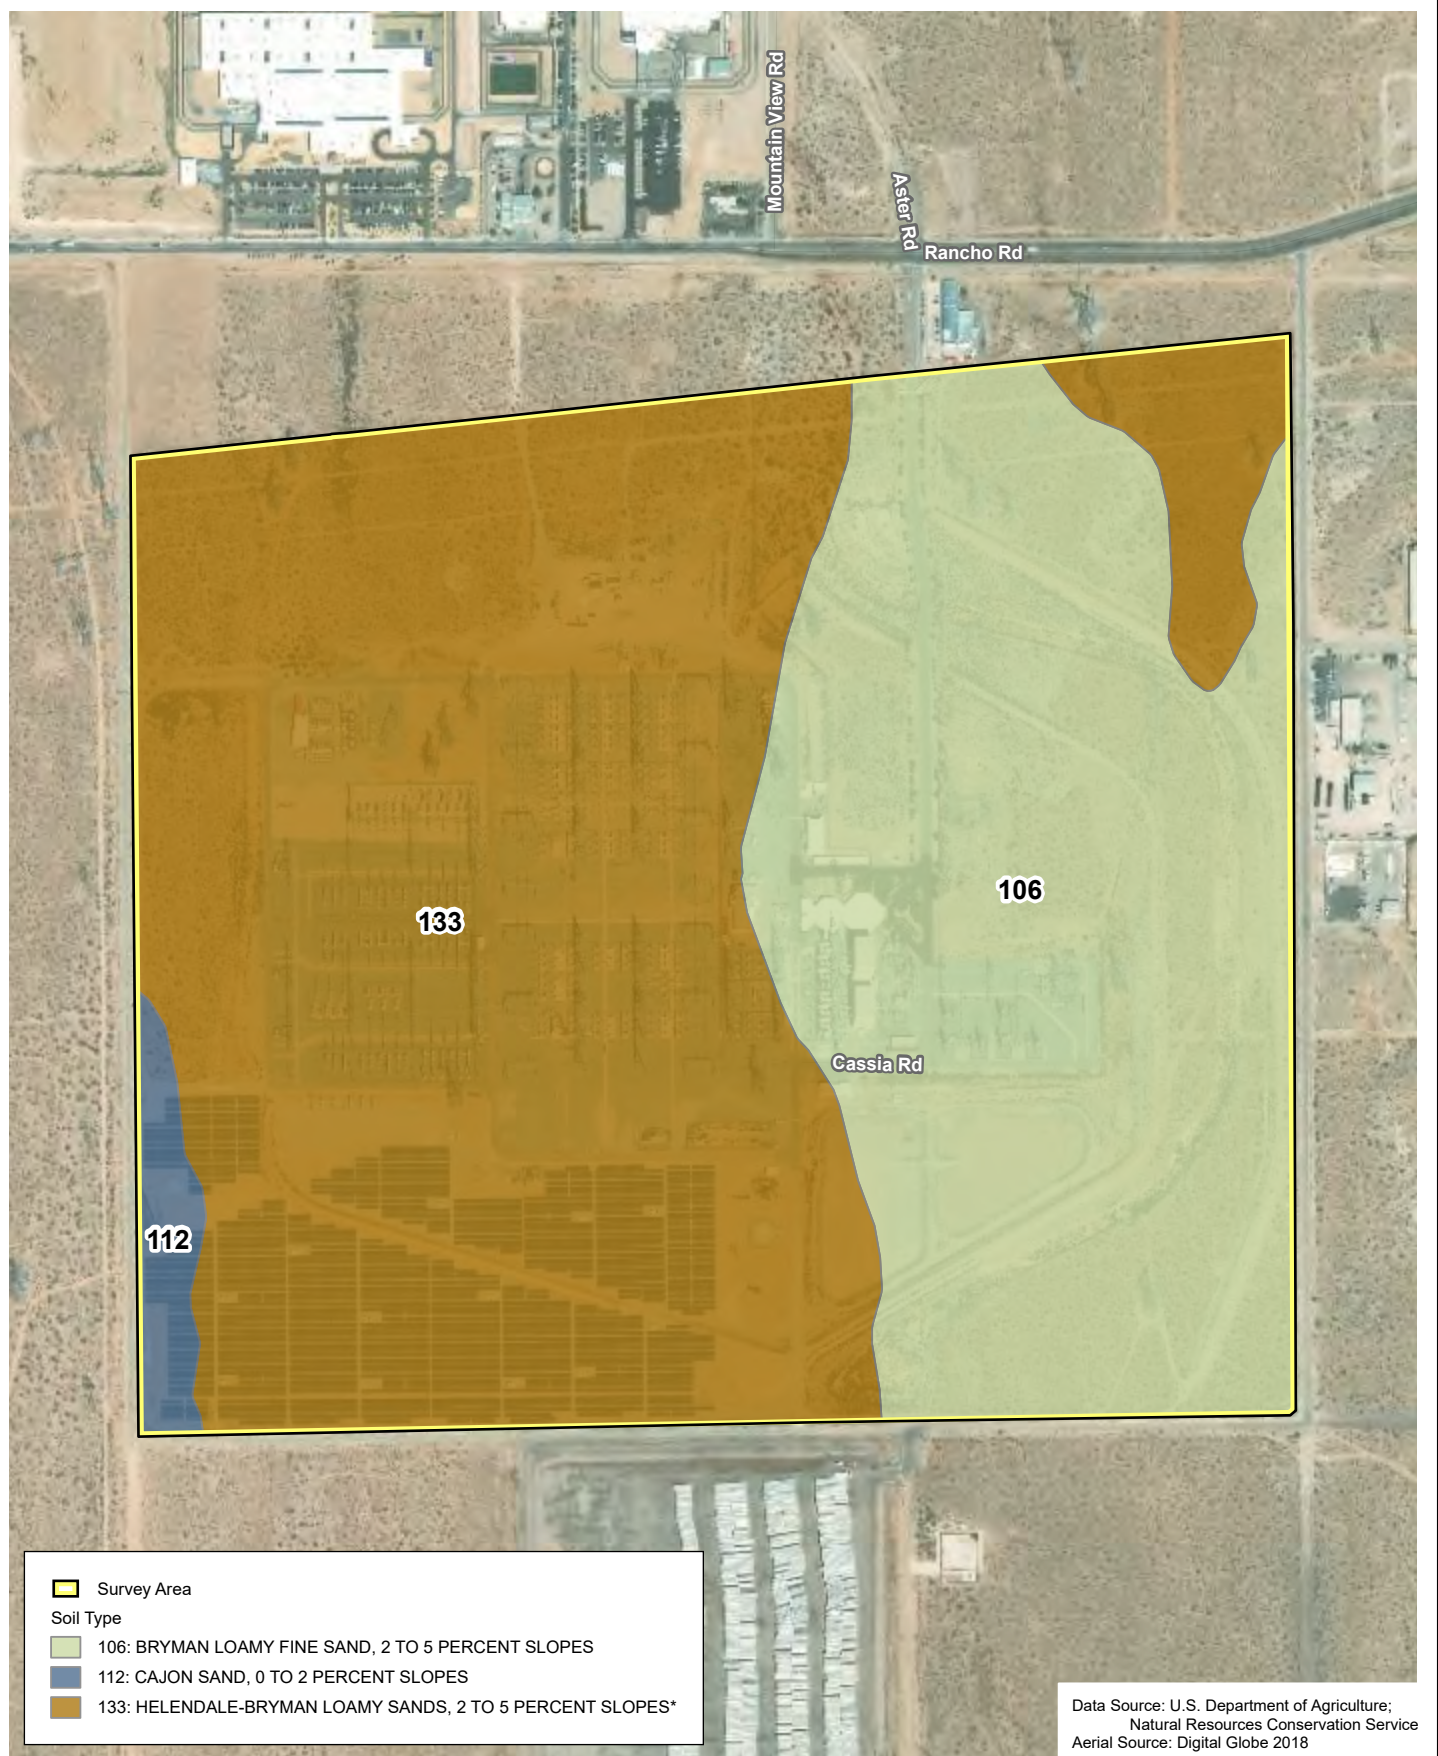 Mountain View Rd
Aster Rd
Rancho Rd
133
106
Cassia Rd
112
Survey Area
Soil Type
106: BRYMAN LOAMY FINE SAND, 2 TO 5 PERCENT SLOPES
112: CAJON SAND, 0 TO 2 PERCENT SLOPES
133: HELENDALE-BRYMAN LOAMY SANDS, 2 TO 5 PERCENT SLOPES*
Data Source: U.S. Department of Agriculture;
Natural Resources Conservation Service
Aerial Source: Digital Globe 2018